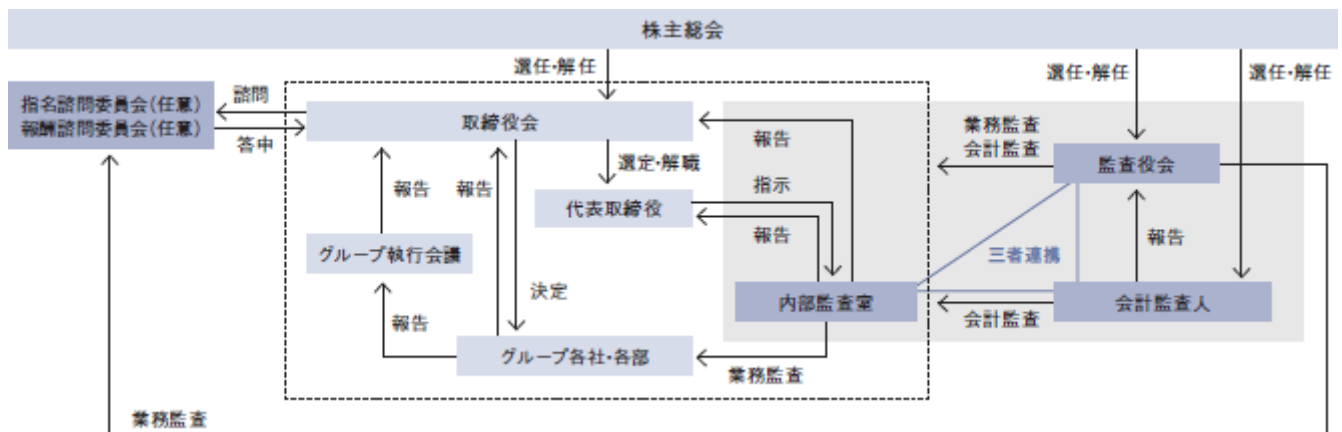 株主総会
選任・解任
選任・解任
選任・解任
指名諮問委員会(任意)
報酬諮問委員会(任意)
諮問
答申
取締役会
報告
業務監査
会計監査
監査役会
選定・解職
報告
報告
指示
代表取締役
報告
報告
グループ執行会議
三者連携
決定
内部監査室
会計監査人
報告
会計監査
グループ各社・各部
業務監査
業務監査